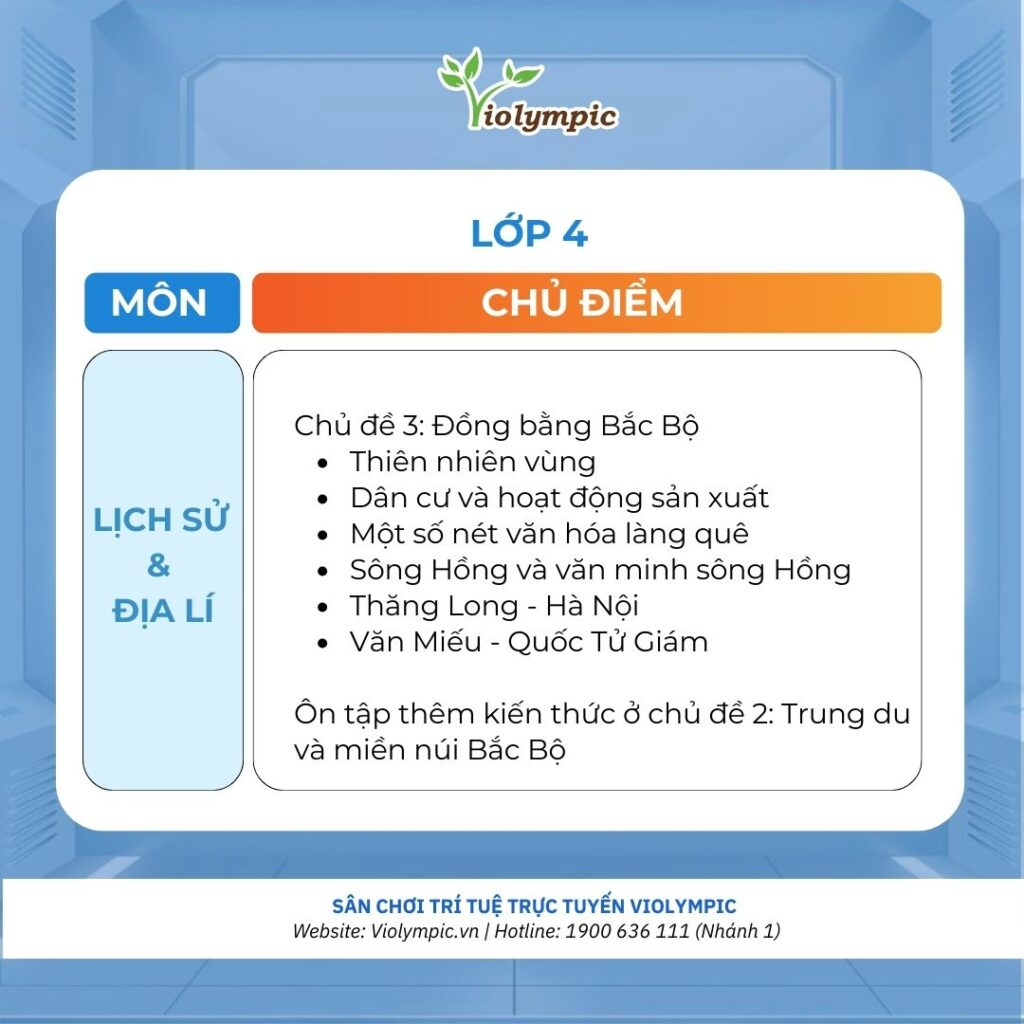 Violympic
LỚP 4
MÔN
CHỦ ĐIỂM
LỊCH SỬ
&
ĐỊA LÍ
Chủ đề 3: Đồng bằng Bắc Bộ
• Thiên nhiên vùng
• Dân cư và hoạt động sản xuất
• Một số nét văn hóa làng quê
• Sông Hồng và văn minh sông Hồng
• Thăng Long - Hà Nội
• Văn Miếu - Quốc Tử Giám
Ôn tập thêm kiến thức ở chủ đề 2: Trung du
và miền núi Bắc Bộ
SÂN CHƠI TRÍ TUỆ TRỰC TUYẾN VIOLYMPIC
Website: Violympic.vn | Hotline: 1900 636 111 (Nhánh 1)